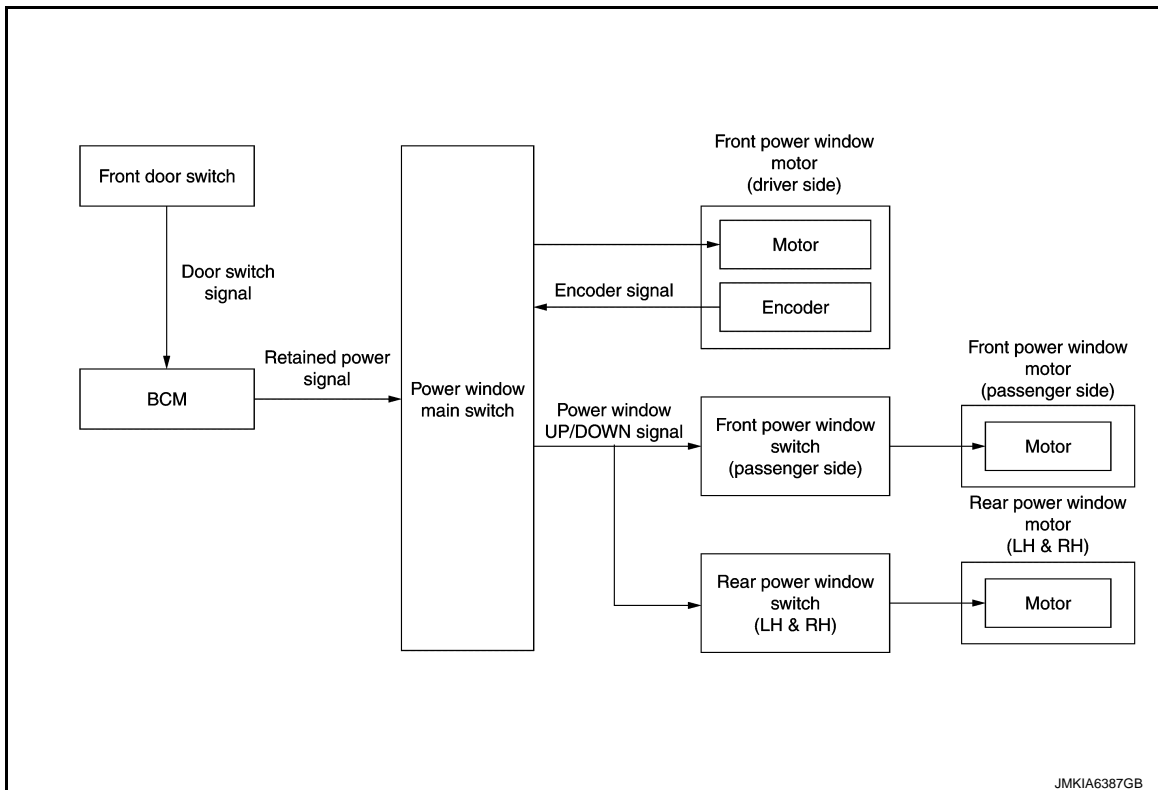 Front door switch
Door switch
signal
BCM
Retained power
signal
Power window
main switch
Front power window
motor
(driver side)
Motor
Encoder signal
Encoder
Power window
UP/DOWN signal
Front power window
switch
(passenger side)
Front power window
motor
(passenger side)
Motor
Rear power window
switch
(LH & RH)
Rear power window
motor
(LH & RH)
Motor
JMKIA6387GB